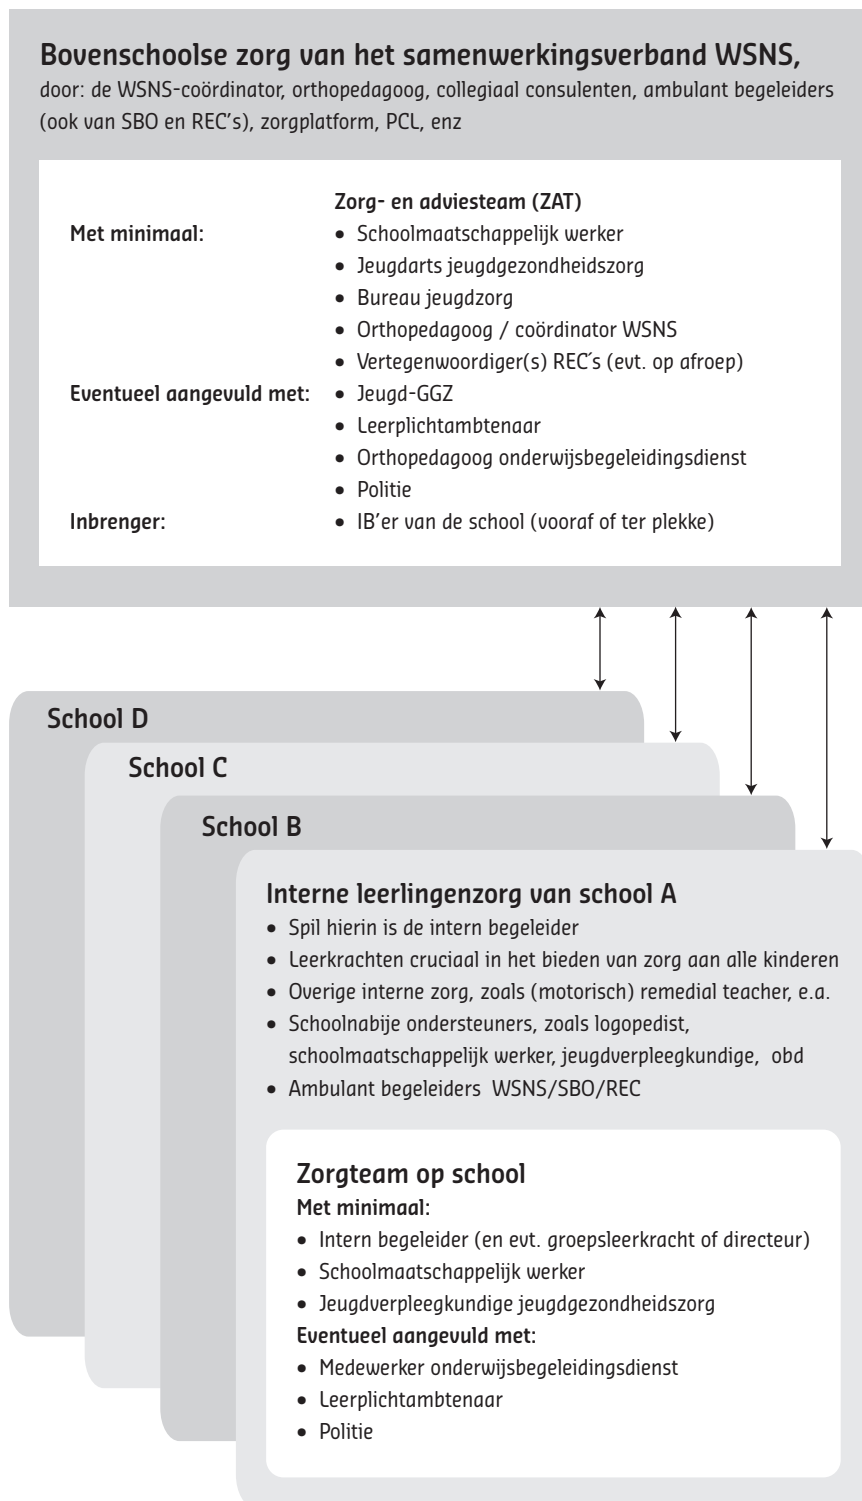 Bovenschoolse zorg van het samenwerkingsverband WSNS,
door: de WSNS-coördinator, orthopedagoog, collegiaal consulenten, ambulant begeleiders
(ook van SBO en REC's), zorgplatform, PCL, enz
Zorg- en adviesteam (ZAT)
Met minimaal: • Schoolmaatschappelijk werker
• Jeugdarts jeugdgezondheidszorg
• Bureau jeugdzorg
• Orthopedagoog / coördinator WSNS
• Vertegenwoordiger(s) REC´s (evt. op afroep)
Eventueel aangevuld met: • Jeugd-GGZ
• Leerplichtambtenaar
• Orthopedagoog onderwijsbegeleidingsdienst
• Politie
Inbrenger: • IB'er van de school (vooraf of ter plekke)
School D
School C
School B
Interne leerlingenzorg van school A
• Spil hierin is de intern begeleider
• Leerkrachten cruciaal in het bieden van zorg aan alle kinderen
• Overige interne zorg, zoals (motorisch) remedial teacher, e.a.
• Schoolnabije ondersteuners, zoals logopedist,
schoolmaatschappelijk werker, jeugdverpleegkundige, obd
• Ambulant begeleiders WSNS/SBO/REC
Zorgteam op school
Met minimaal:
• Intern begeleider (en evt. groepsleerkracht of directeur)
• Schoolmaatschappelijk werker
• Jeugdverpleegkundige jeugdgezondheidszorg
Eventueel aangevuld met:
• Medewerker onderwijsbegeleidingsdienst
• Leerplichtambtenaar
• Politie